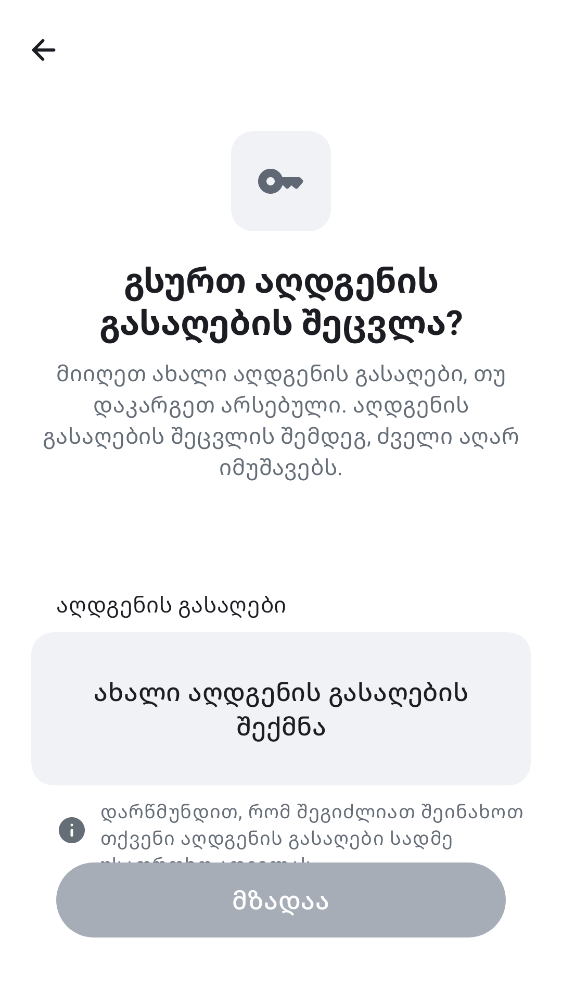 გსურთ აღდგენის
გასაღების შეცვლა?
მიიღეთ ახალი აღდგენის გასაღები, თუ
დაკარგეთ არსებული. აღდგენის
გასაღების შეცვლის შემდეგ, ძველი აღარ
იმუშავებს.
აღდგენის გასაღები
ახალი აღდგენის გასაღების
შექმნა
დარწმუნდით, რომ შეგიძლიათ შეინახოთ
თქვენი აღდგენის გასაღები სადმე
მზადაა